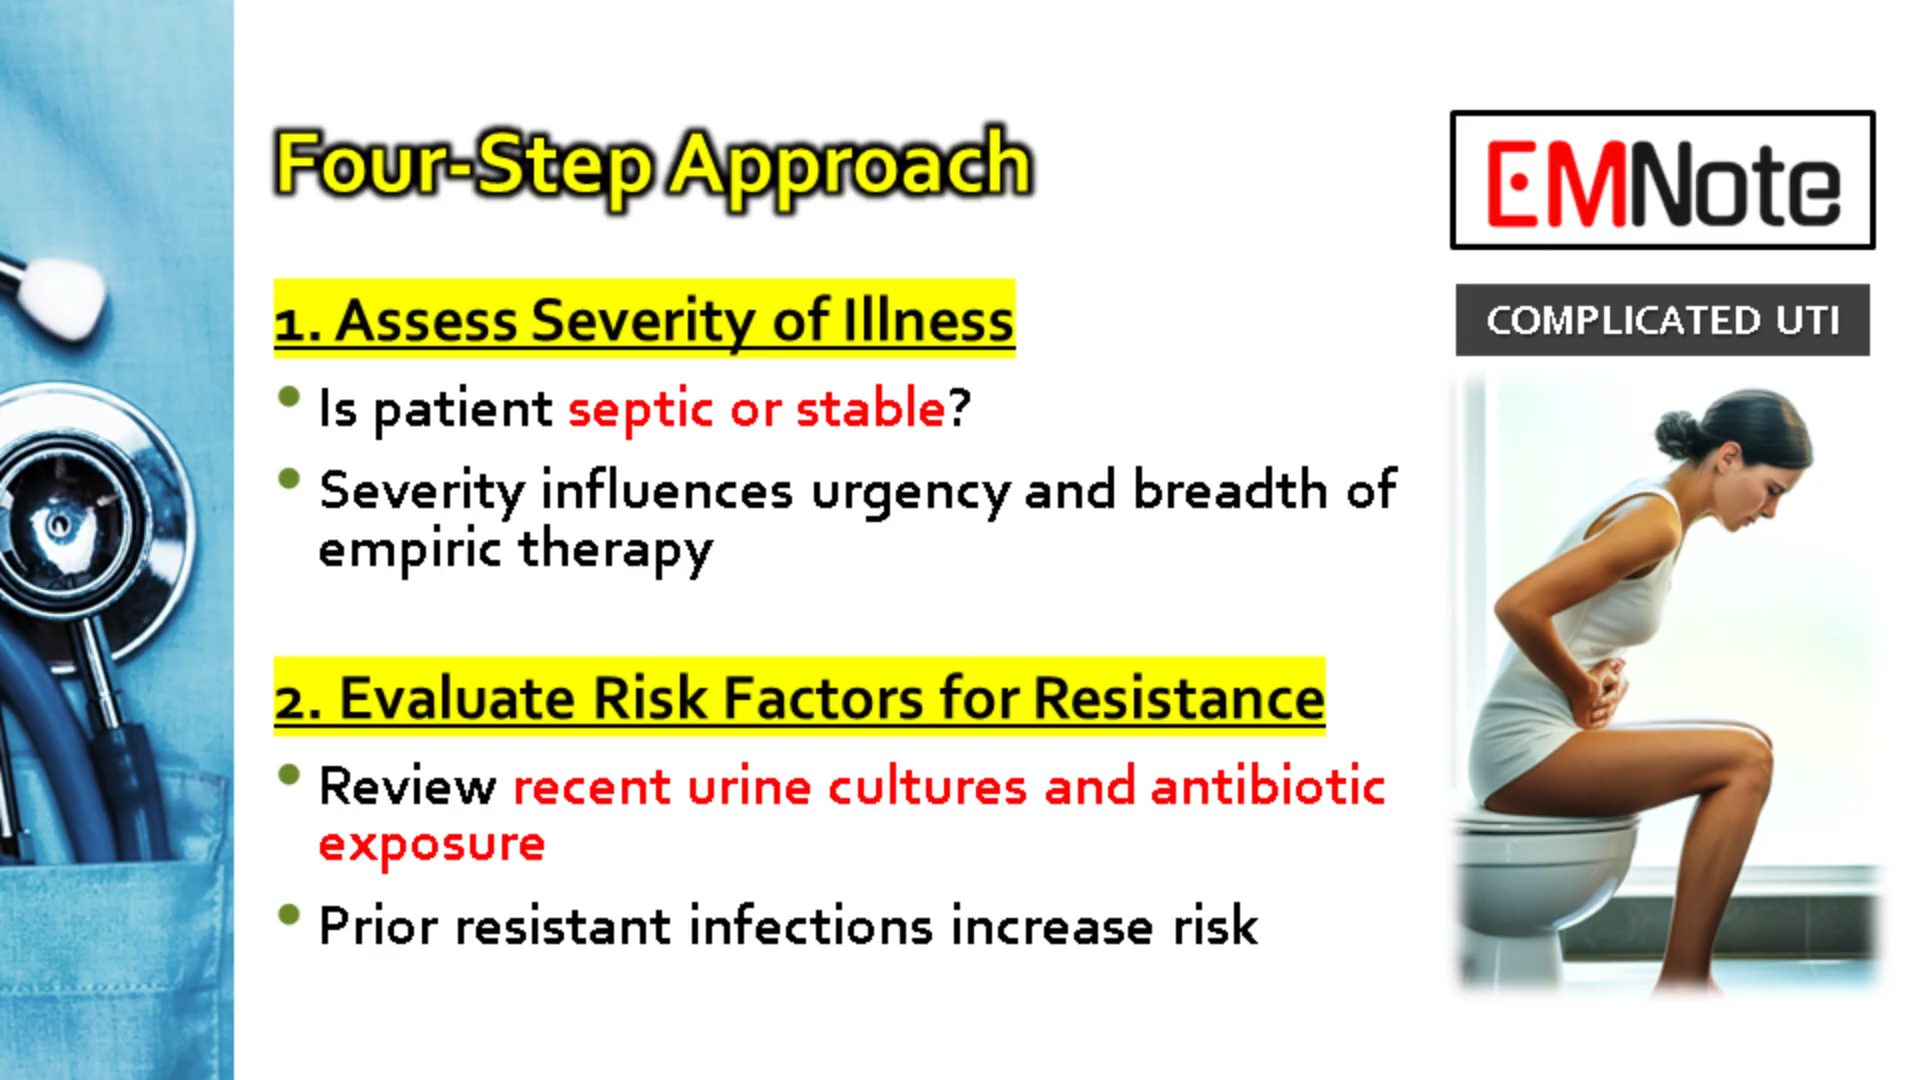 Four-Step Approach
EMNote
COMPLICATED UTI
1. Assess Severity of Illness
• Is patient septic or stable?
• Severity influences urgency and breadth of
empiric therapy
2. Evaluate Risk Factors for Resistance
• Review recent urine cultures and antibiotic
exposure
• Prior resistant infections increase risk